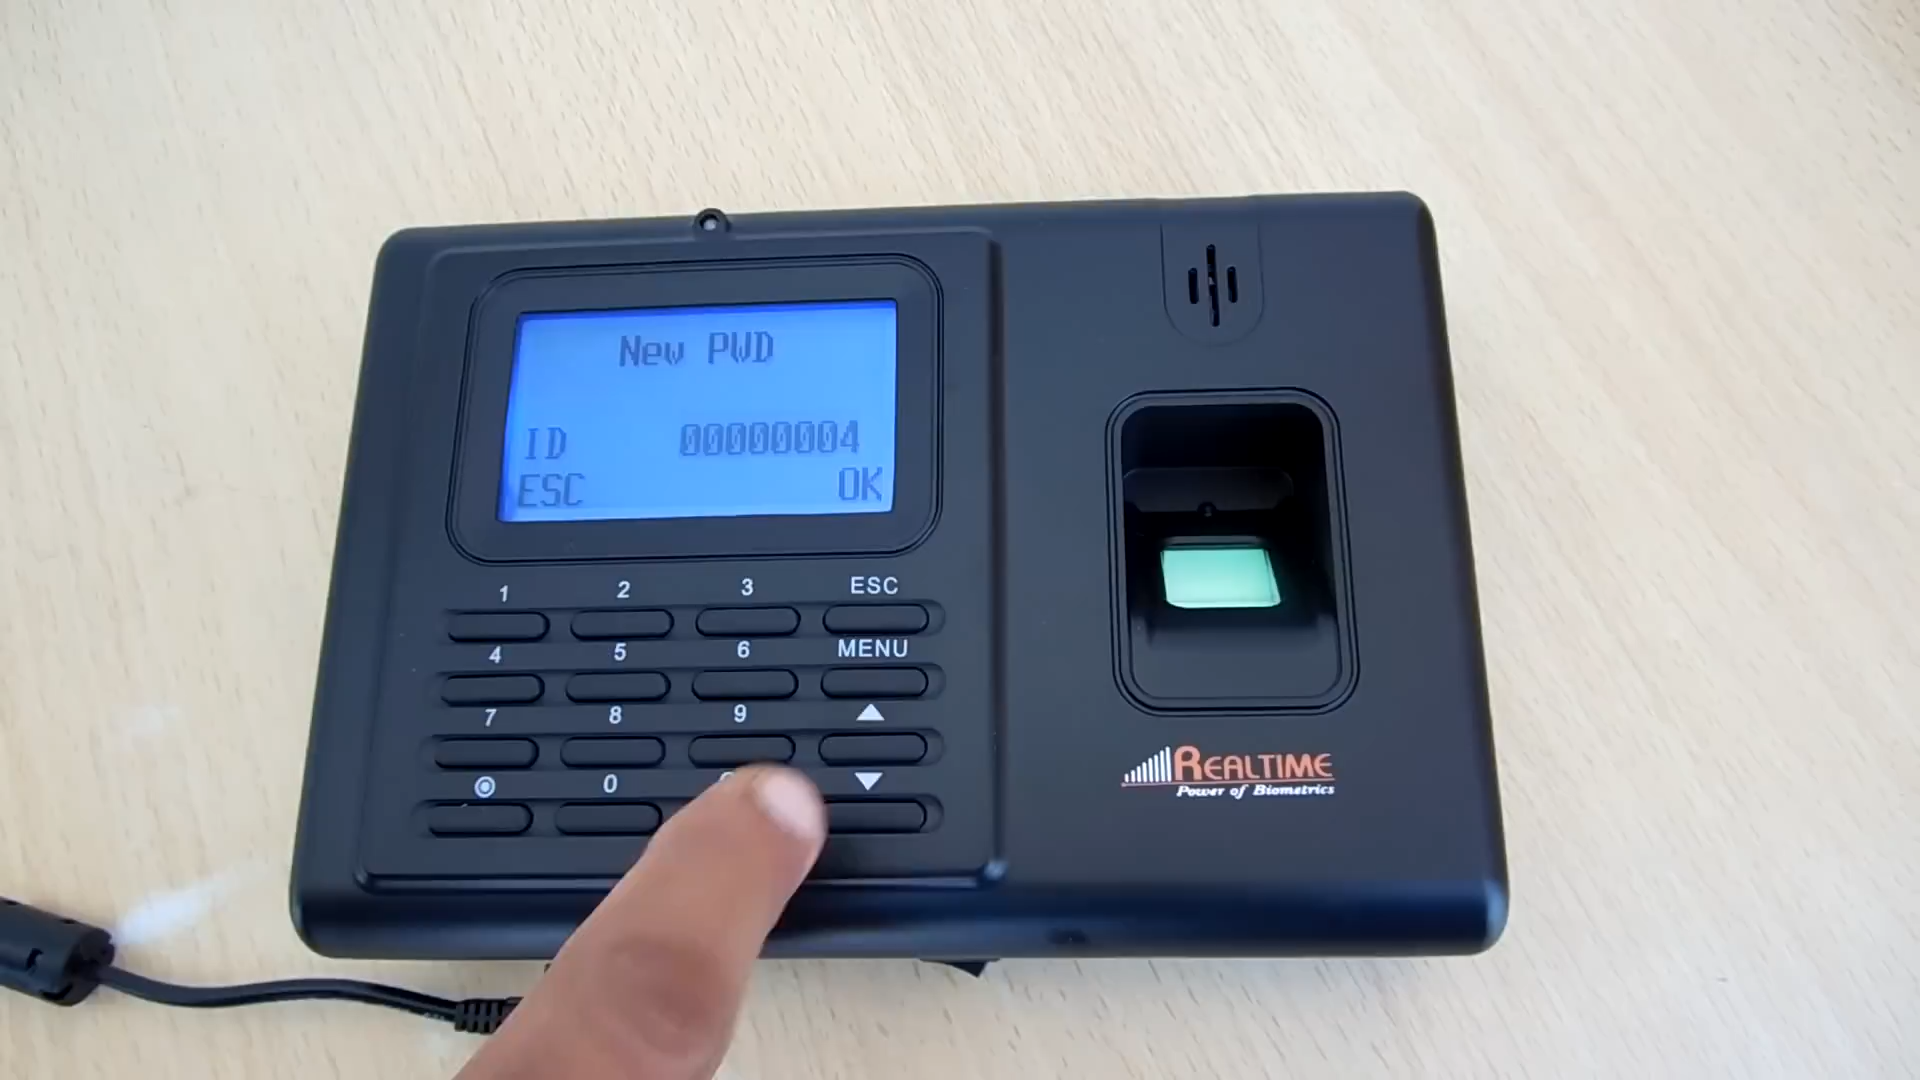 New PWD
ID 00000004
ESC OK
1 2 3 ESC
4 5 6 MENU
7 8 9
0
REALTIME
Power of Biometrics